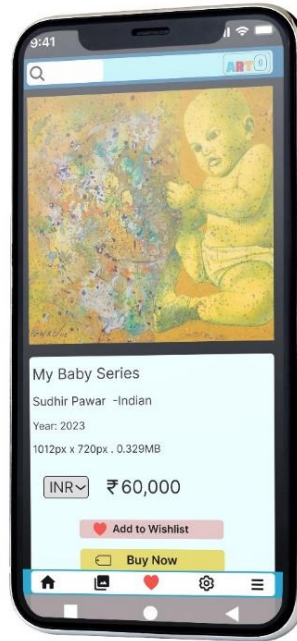 9:41
ART
My Baby Series
Sudhir Pawar -Indian
Year: 2023
1012px x 720px . 0.329MB
INR ₹60,000
Add to Wishlist
Buy Now